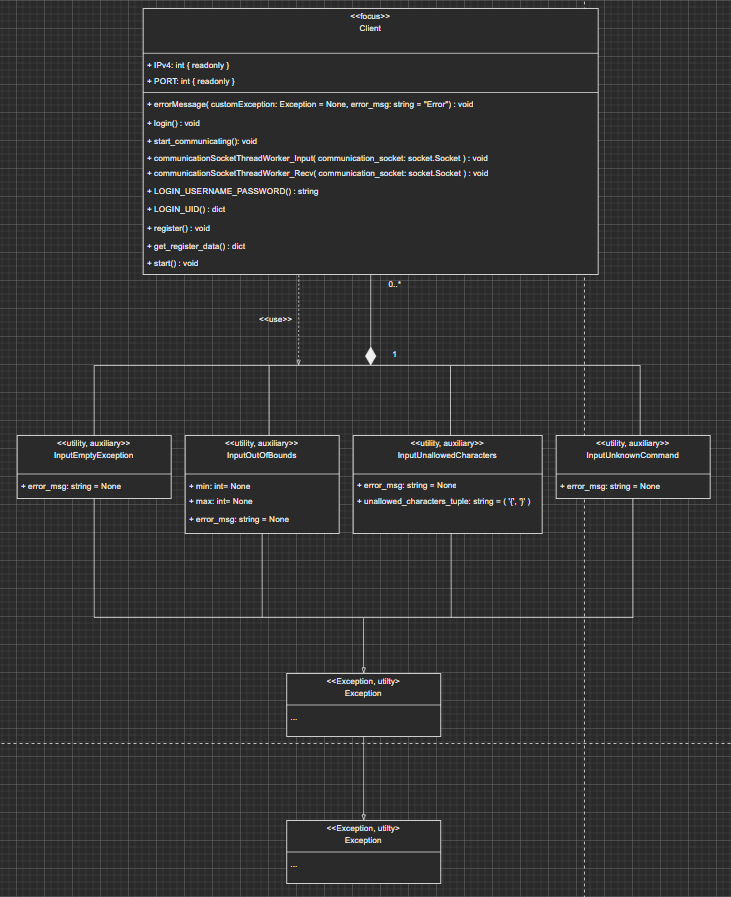 <<focus>>
Client
+ IPv4: int { readonly }
+ PORT: int { readonly }
+ errorMessage( customException: Exception = None, error_msg: string = "Error") : void
+ login() : void
+ start_communicating(): void
+ communicationSocketThreadWorker_Input( communication_socket: socket.Socket ) : void
+ communicationSocketThreadWorker_Recv( communication_socket: socket.Socket ) : void
+ LOGIN_USERNAME_PASSWORD() : string
+ LOGIN_UID() : dict
+ register() : void
+ get_register_data() : dict
+ start() : void
0..*
<<use>>
1
<<utility, auxiliary>>
InputEmptyException
+ error_msg: string = None
<<utility, auxiliary>>
InputOutOfBounds
+ min: int= None
+ max: int= None
+ error_msg: string = None
<<utility, auxiliary>>
InputUnallowedCharacters
+ error_msg: string = None
+ unallowed_characters_tuple: string = ( '{', '}' )
<<utility, auxiliary>>
InputUnknownCommand
+ error_msg: string = None
<<Exception, utilty>
Exception
...
<<Exception, utilty>
Exception
...